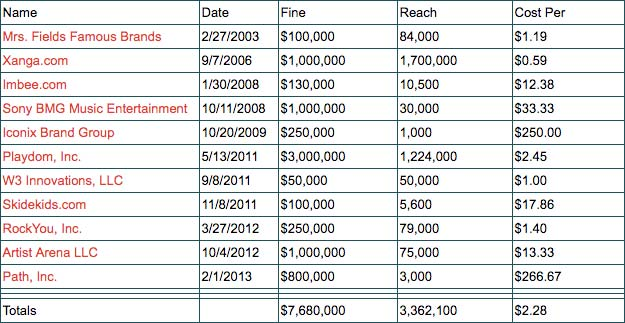 Name Date Fine Reach Cost Per
Mrs. Fields Famous Brands 2/27/2003 $100,000 84,000 $1.19
Xanga.com 9/7/2006 $1,000,000 1,700,000 $0.59
Imbee.com 1/30/2008 $130,000 10,500 $12.38
Sony BMG Music Entertainment 10/11/2008 $1,000,000 30,000 $33.33
Iconix Brand Group 10/20/2009 $250,000 1,000 $250.00
Playdom, Inc. 5/13/2011 $3,000,000 1,224,000 $2.45
W3 Innovations, LLC 9/8/2011 $50,000 50,000 $1.00
Skidekids.com 11/8/2011 $100,000 5,600 $17.86
RockYou, Inc. 3/27/2012 $250,000 79,000 $1.40
Artist Arena LLC 10/4/2012 $1,000,000 75,000 $13.33
Path, Inc. 2/1/2013 $800,000 3,000 $266.67
Totals $7,680,000 3,362,100 $2.28